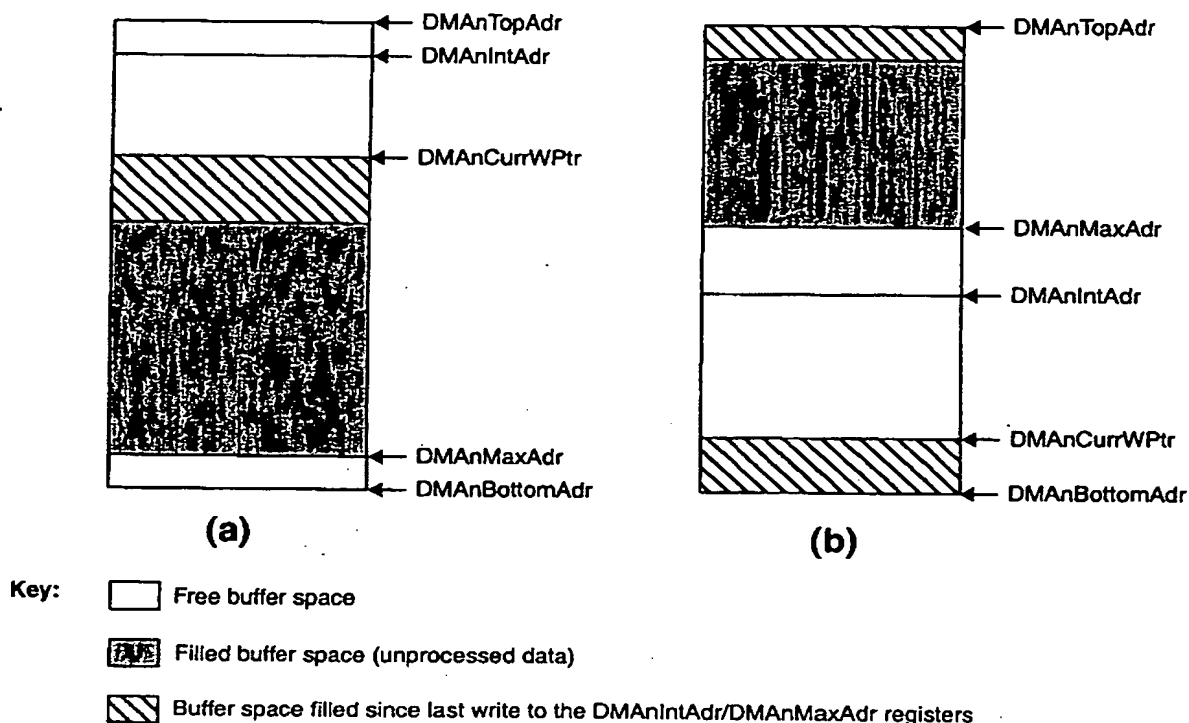 DMAnTopAdr
DMAnIntAdr
DMAnCurrWPtr
DMAnMaxAdr
DMAnBottomAdr
(a)
DMAnTopAdr
DMAnMaxAdr
DMAnIntAdr
DMAnCurrWPtr
DMAnBottomAdr
(b)
Key:
Free buffer space
Filled buffer space (unprocessed data)
Buffer space filled since last write to the DMAnIntAdr/DMAnMaxAdr registers